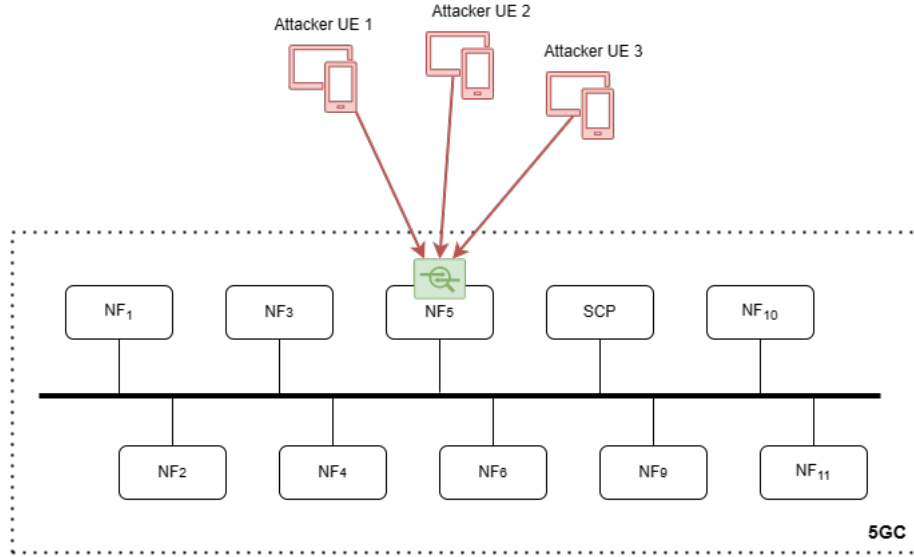 Attacker UE 1
Attacker UE 2
Attacker UE 3
NF1
NF3
NF5
SCP
NF10
NF2
NF4
NF6
NF9
NF11
5GC